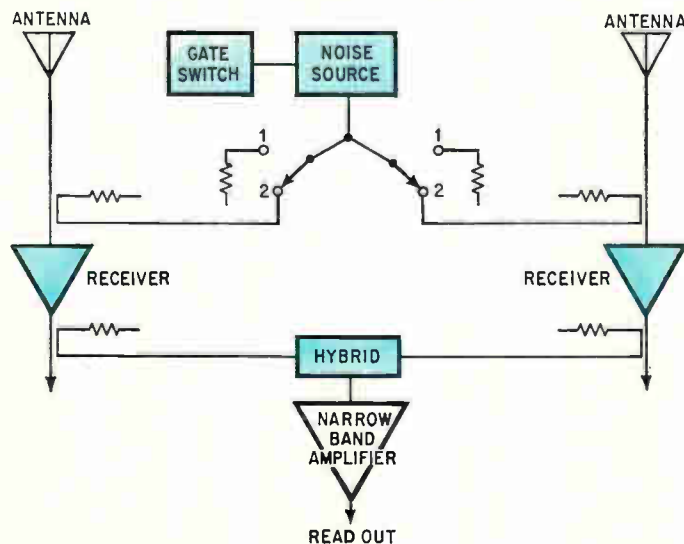 ANTENNA
ANTENNA
GATE
SWITCH
NOISE
SOURCE
1
1
2
2
RECEIVER
RECEIVER
HYBRID
NARROW
BAND
AMPLIFIER
READ OUT